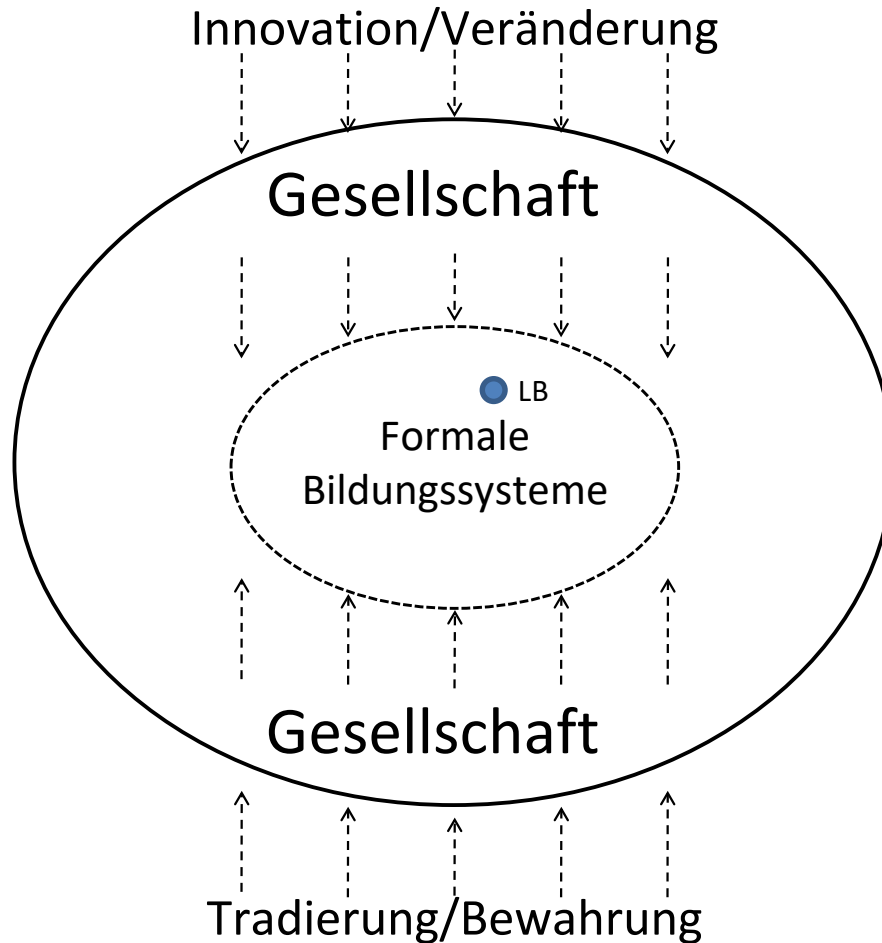 Innovation/Veränderung
Gesellschaft
LB
Formale
Bildungssysteme
Gesellschaft
Tradierung/Bewahrung